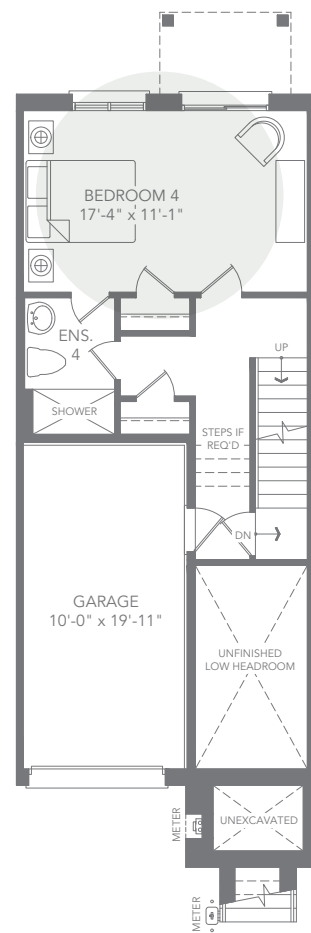 BEDROOM 4
17'-4" x 11'-1"
ENS.
4
UP
SHOWER
STEPS IF
REQ'D
DN
GARAGE
10'-0" x 19'-11"
UNFINISHED
LOW HEADROOM
METER
UNEXCAVATED
METER